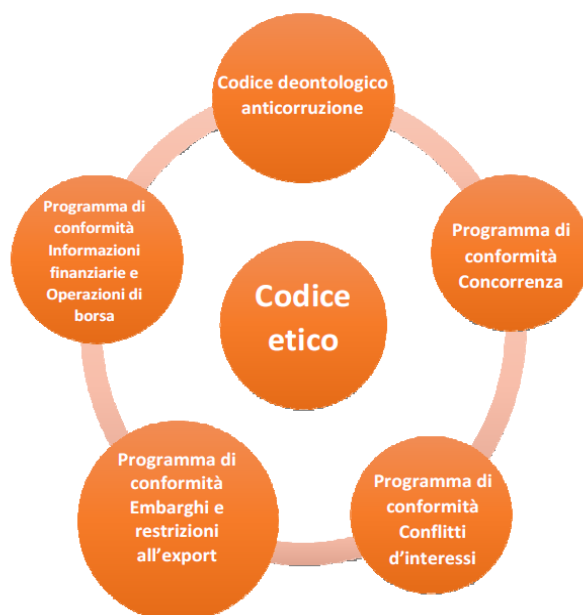 Codice deontologico
anticorruzione
Programma di
conformità
Informazioni
finanziarie e
Operazioni di
borsa
Programma di
conformità
Concorrenza
Codice
etico
Programma di
conformità
Embarghi e
restrizioni
all’export
Programma di
conformità
Conflitti
d’interessi